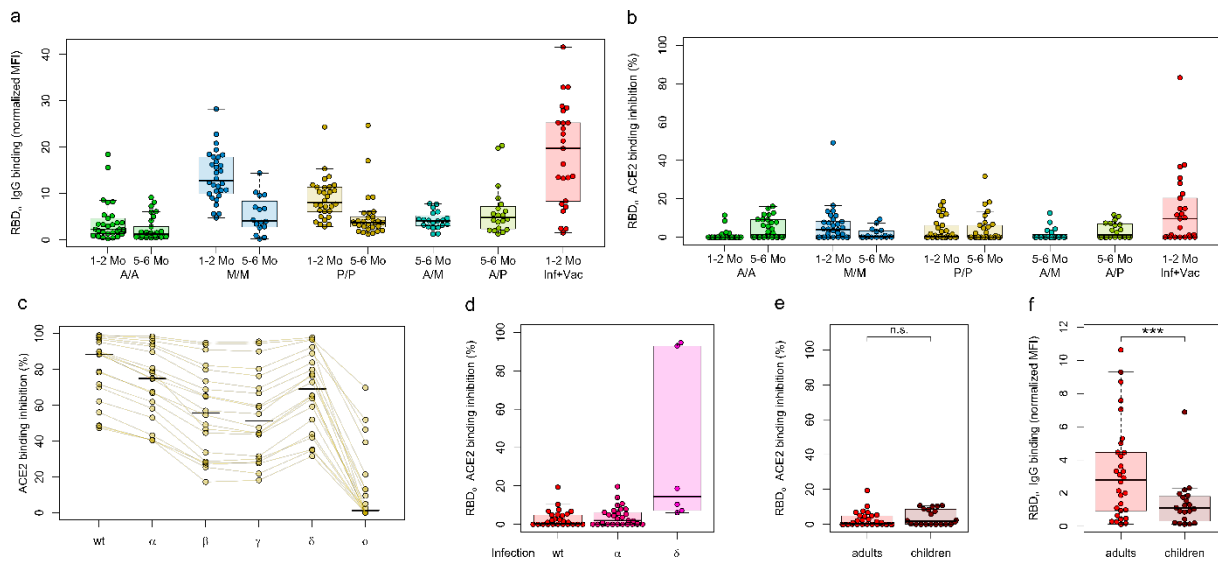 a
RBDₒ, IgG binding (normalized MFI)
40
30
20
10
0
1-2 Mo 5-6 Mo 1-2 Mo 5-6 Mo 1-2 Mo 5-6 Mo 5-6 Mo 5-6 Mo 1-2 Mo
A/A M/M P/P A/M A/P Inf+Vac
b
RBDₒ, ACE2 binding inhibition (%)
100
80
60
40
20
0
1-2 Mo 5-6 Mo 1-2 Mo 5-6 Mo 1-2 Mo 5-6 Mo 5-6 Mo 5-6 Mo 1-2 Mo
A/A M/M P/P A/M A/P Inf+Vac
c
ACE2 binding inhibition (%)
100
80
60
40
20
0
wt α β γ δ ο
d
RBDₒ, ACE2 binding inhibition (%)
100
80
60
40
20
0
Infection wt α δ
e
RBDₒ, ACE2 binding inhibition (%)
100
80
60
40
20
0
n.s.
adults children
f
RBDₒ, IgG binding (normalized MFI)
12
10
8
6
4
2
0
***
adults children